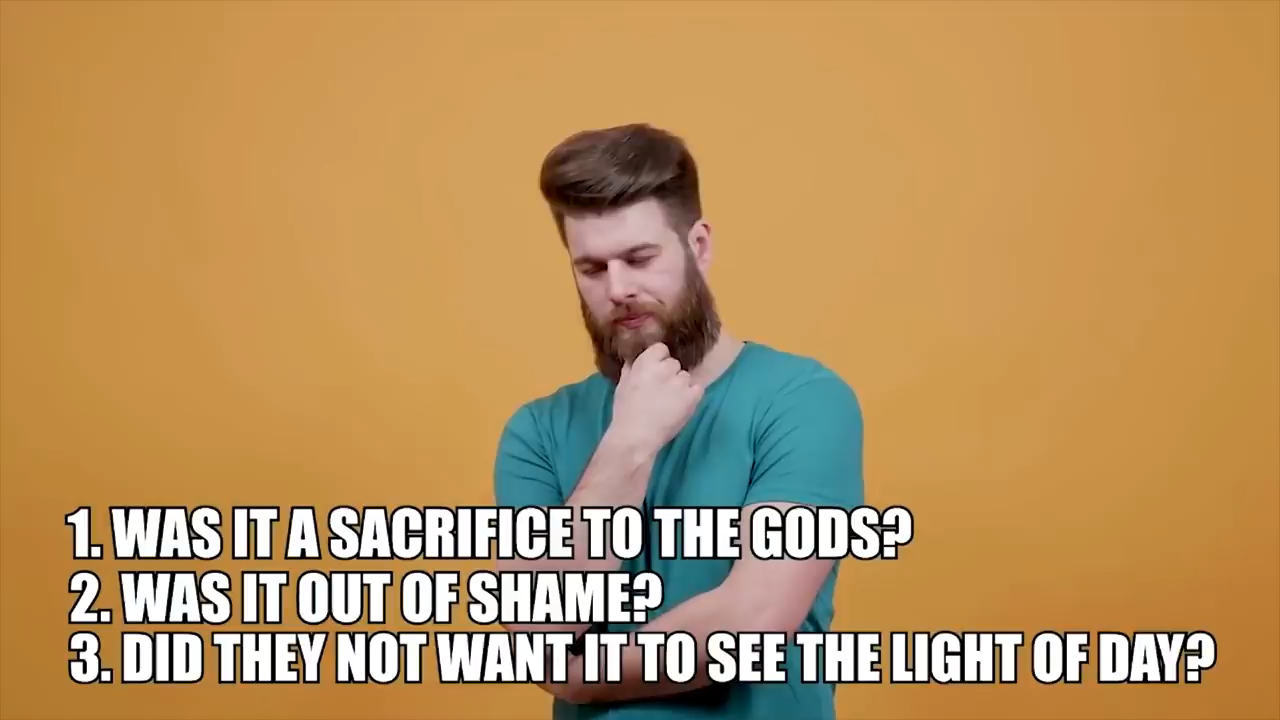 1. WAS IT A SACRIFICE TO THE GODS?
2. WAS IT OUT OF SHAME?
3. DID THEY NOT WANT IT TO SEE THE LIGHT OF DAY?